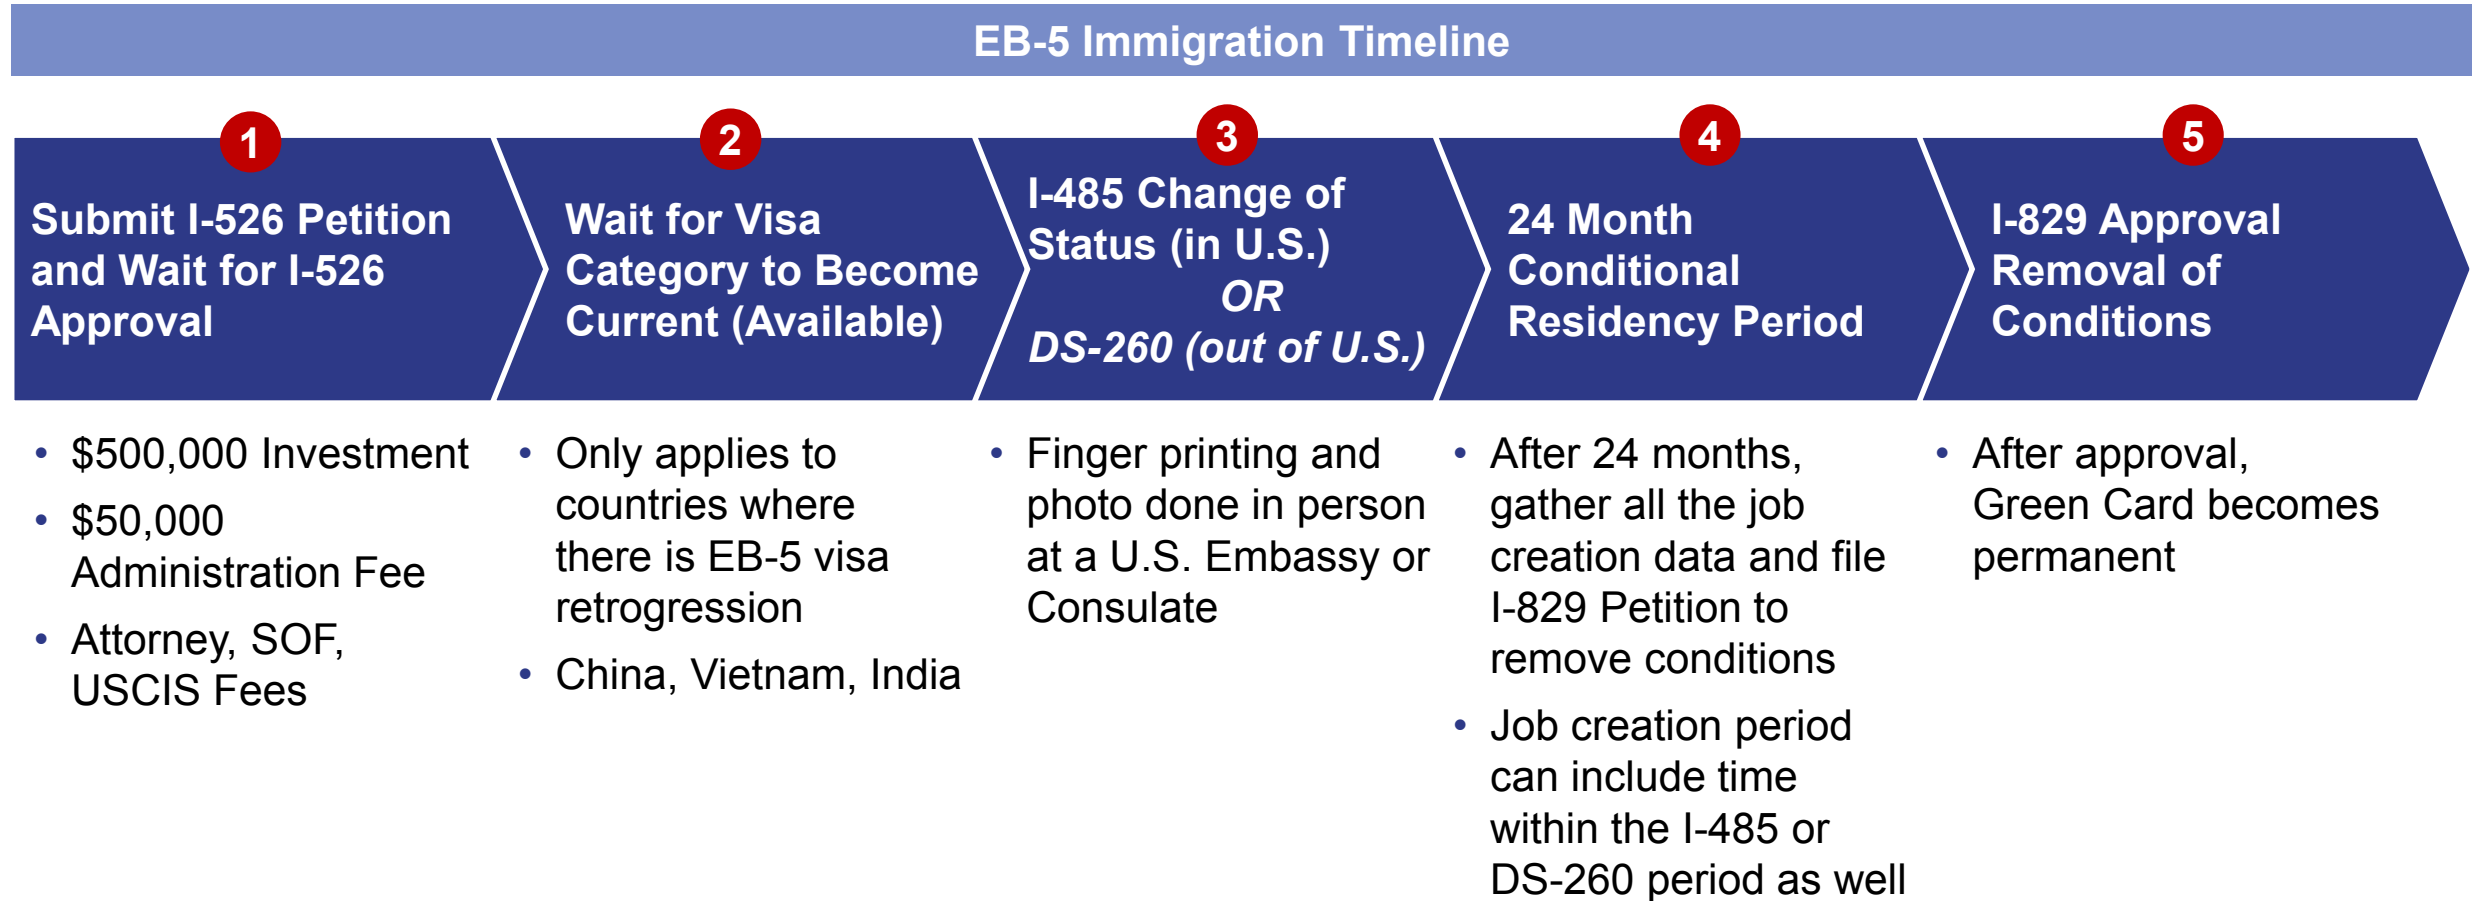 EB-5 Immigration Timeline
1
Submit I-526 Petition
and Wait for I-526
Approval
• $500,000 Investment
• $50,000
Administration Fee
• Attorney, SOF,
USCIS Fees
2
Wait for Visa
Category to Become
Current (Available)
• Only applies to
countries where
there is EB-5 visa
retrogression
• China, Vietnam, India
3
I-485 Change of
Status (in U.S.)
OR
DS-260 (out of U.S.)
• Finger printing and
photo done in person
at a U.S. Embassy or
Consulate
4
24 Month
Conditional
Residency Period
• After 24 months,
gather all the job
creation data and file
I-829 Petition to
remove conditions
• Job creation period
can include time
within the I-485 or
DS-260 period as well
5
I-829 Approval
Removal of
Conditions
• After approval,
Green Card becomes
permanent